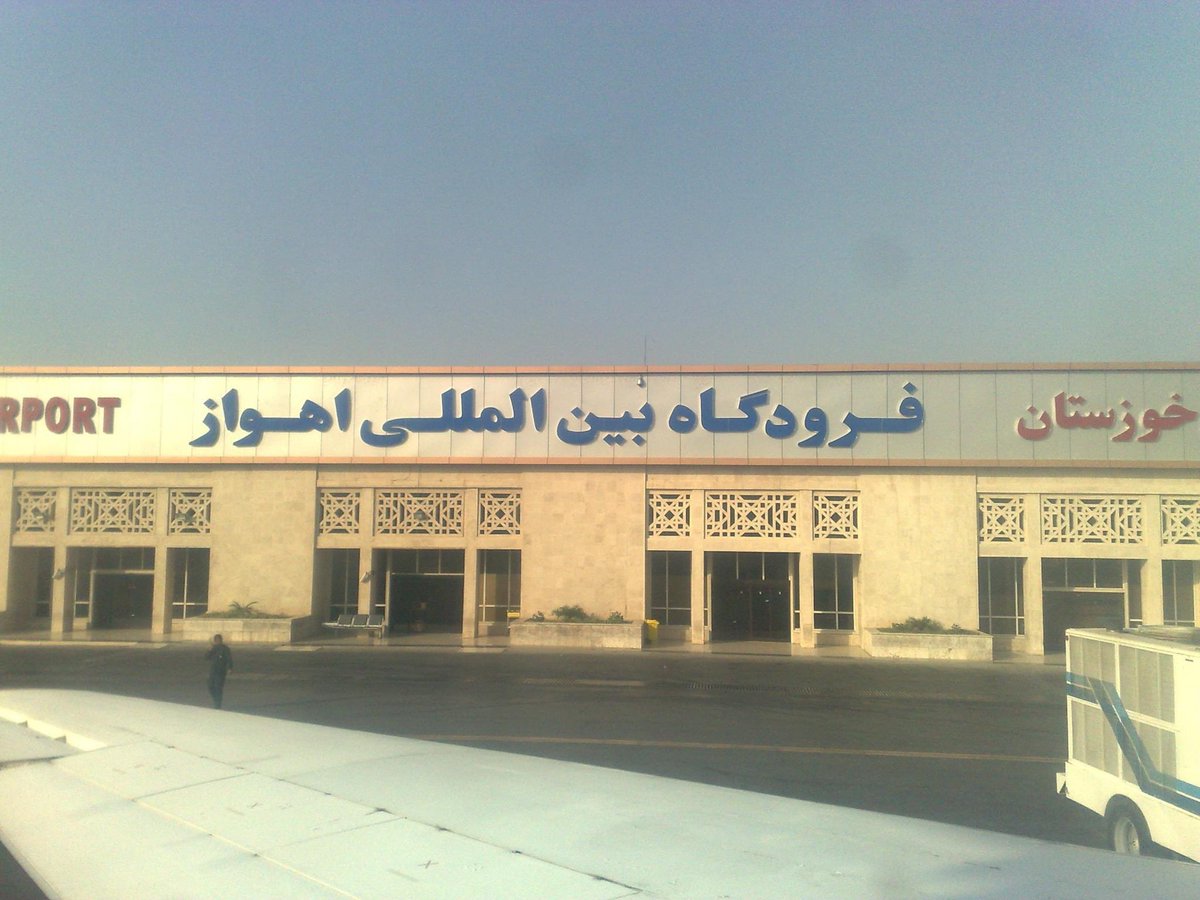 خوزستان
فرودگاه بین المللی اهواز
RPORT